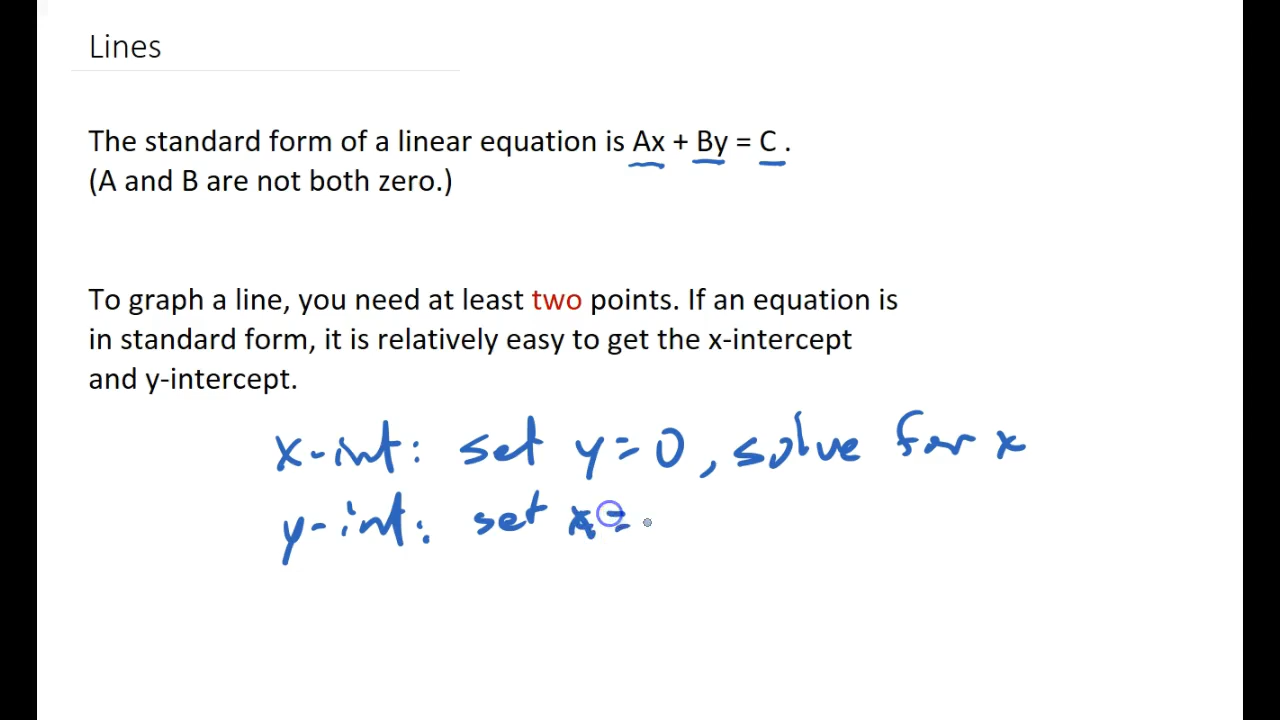 Lines
The standard form of a linear equation is Ax + By = C .
(A and B are not both zero.)
To graph a line, you need at least two points. If an equation is
in standard form, it is relatively easy to get the x-intercept
and y-intercept.
x-int: set y=0, solve for x
y-int: set x=